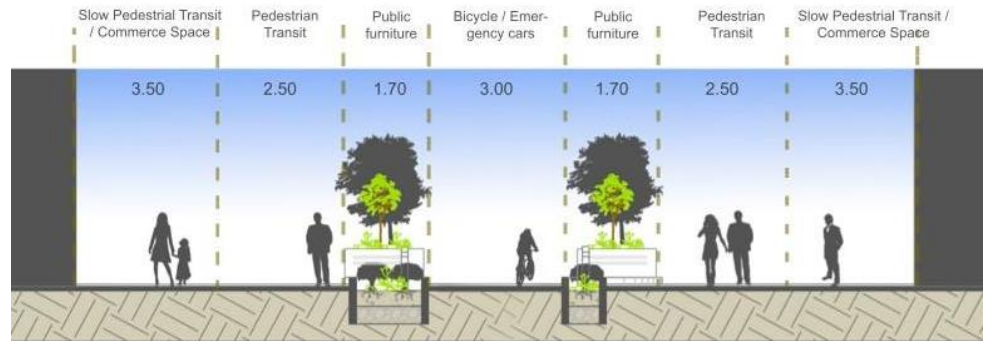 Slow Pedestrial Transit
/ Commerce Space
Pedestrian
Transit
Public
furniture
Bicycle / Emer-
gency cars
Public
furniture
Pedestrian
Transit
Slow Pedestrial Transit /
Commerce Space
3.50
2.50
1.70
3.00
1.70
2.50
3.50